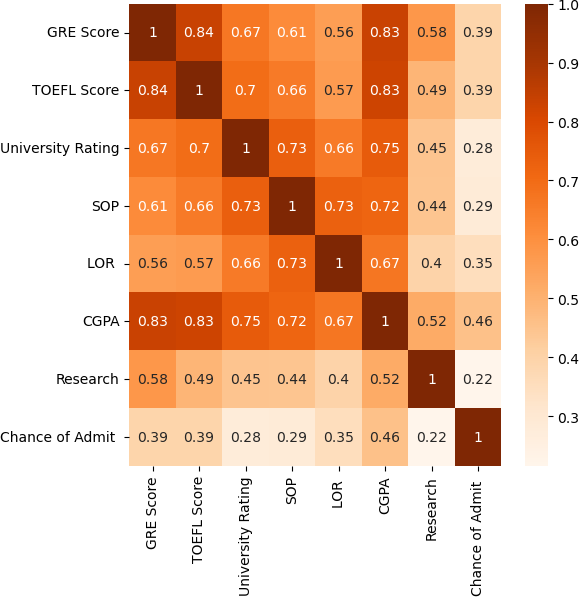 GRE Score 1 0.84 0.67 0.61 0.56 0.83 0.58 0.39
TOEFL Score 0.84 1 0.7 0.66 0.57 0.83 0.49 0.39
University Rating 0.67 0.7 1 0.73 0.66 0.75 0.45 0.28
SOP 0.61 0.66 0.73 1 0.73 0.72 0.44 0.29
LOR 0.56 0.57 0.66 0.73 1 0.67 0.4 0.35
CGPA 0.83 0.83 0.75 0.72 0.67 1 0.52 0.46
Research 0.58 0.49 0.45 0.44 0.4 0.52 1 0.22
Chance of Admit 0.39 0.39 0.28 0.29 0.35 0.46 0.22 1
GRE Score
TOEFL Score
University Rating
SOP
LOR
CGPA
Research
Chance of Admit
1.0
0.9
0.8
0.7
0.6
0.5
0.4
0.3